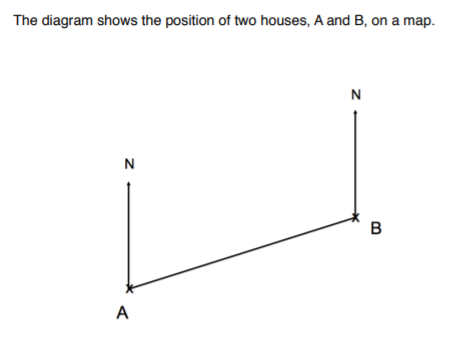 The diagram shows the position of two houses, A and B, on a map.
N
N
B
A